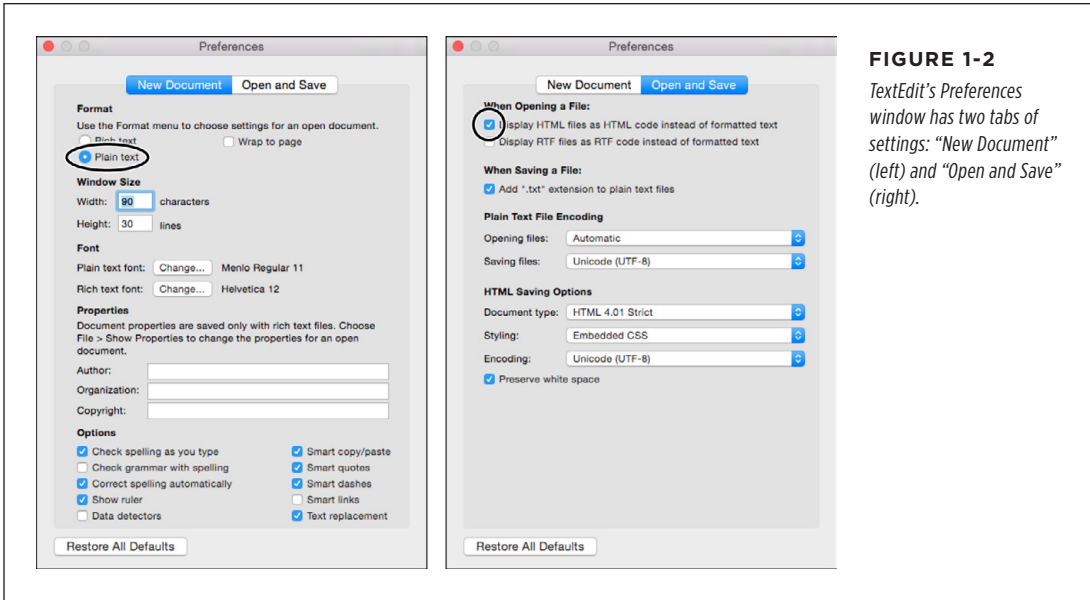 Preferences
New Document Open and Save
Format
Use the Format menu to choose settings for an open document.
Rich text Wrap to page
Plain text
Window Size
Width: 90 characters
Height: 30 lines
Font
Plain text font: Change... Menlo Regular 11
Rich text font: Change... Helvetica 12
Properties
Document properties are saved only with rich text files. Choose
File > Show Properties to change the properties for an open
document.
Author:
Organization:
Copyright:
Options
Check spelling as you type Smart copy/paste
Check grammar with spelling Smart quotes
Correct spelling automatically Smart dashes
Show ruler Smart links
Data detectors Text replacement
Restore All Defaults
Preferences
New Document Open and Save
When Opening a File:
Display HTML files as HTML code instead of formatted text
Display RTF files as RTF code instead of formatted text
When Saving a File:
Add ".txt" extension to plain text files
Plain Text File Encoding
Opening files: Automatic
Saving files: Unicode (UTF-8)
HTML Saving Options
Document type: HTML 4.01 Strict
Styling: Embedded CSS
Encoding: Unicode (UTF-8)
Preserve white space
Restore All Defaults
FIGURE 1-2
TextEdit's Preferences
window has two tabs of
settings: “New Document”
(left) and “Open and Save”
(right).